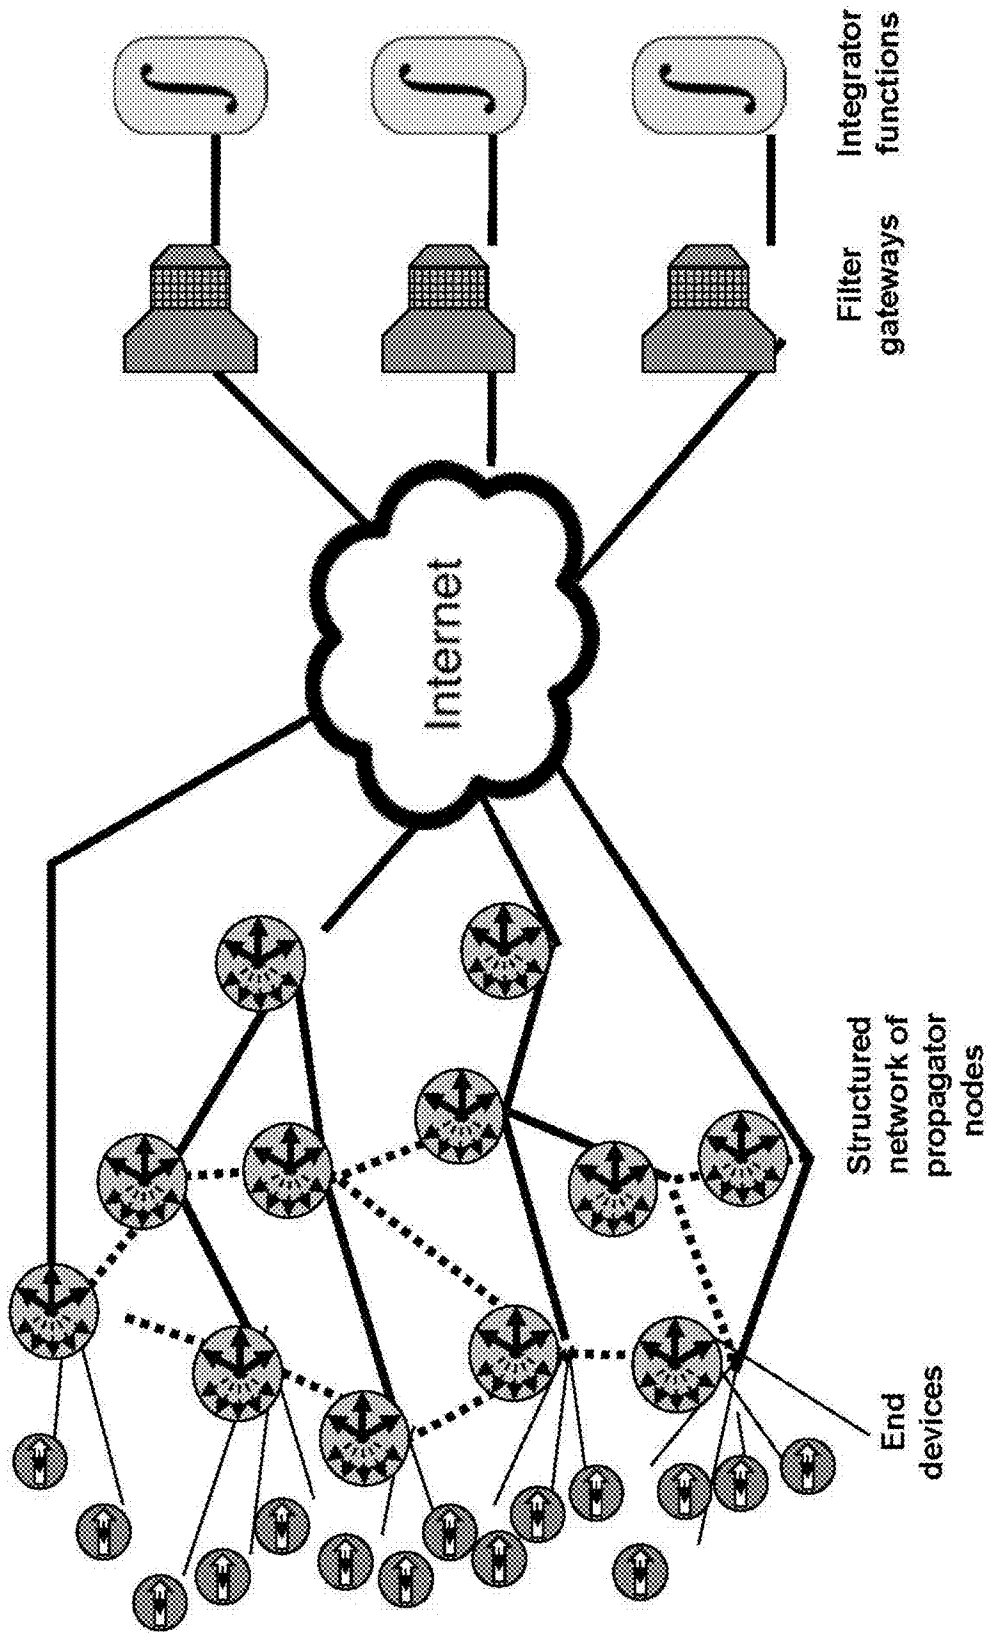 Integrator
functions
Filter
gateways
Internet
Structured
network of
propagator
nodes
End
devices